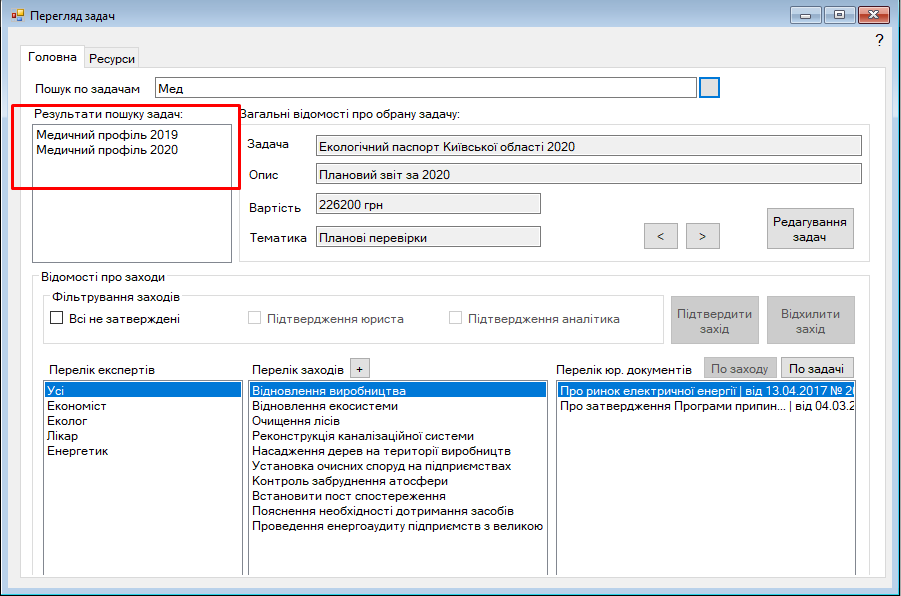 Перегляд задач
?
Головна
Ресурси
Пошук по задачам
Мед
Результати пошуку задач:
Медичний профіль 2019
Медичний профіль 2020
Загальні відомості про обрану задачу:
Задача
Екологічний паспорт Київської області 2020
Опис
Плановий звіт за 2020
Вартість
226200 грн
Тематика
Планові перевірки
<
>
Редагування
задач
Відомості про заходи
Фільтрування заходів
Всі не затверджені
Підтвердження юриста
Підтвердження аналітика
Підтвердити
захід
Відхилити
захід
Перелік експертів
Усі
Економіст
Еколог
Лікар
Енергетик
Перелік заходів
+
Відновлення виробництва
Відновлення екосистеми
Очищення лісів
Реконструкція каналізаційної системи
Насадження дерев на території виробництв
Установка очисних споруд на підприємствах
Контроль забруднення атосфери
Встановити пост спостереження
Пояснення необхідності дотримання засобів
Проведення енергоаудиту підприємств з великою
Перелік юр. документів
По заходу
По задачі
Про ринок електричної енергії | від 13.04.2017 № 20
Про затвердження Програми припин... | від 04.03.2